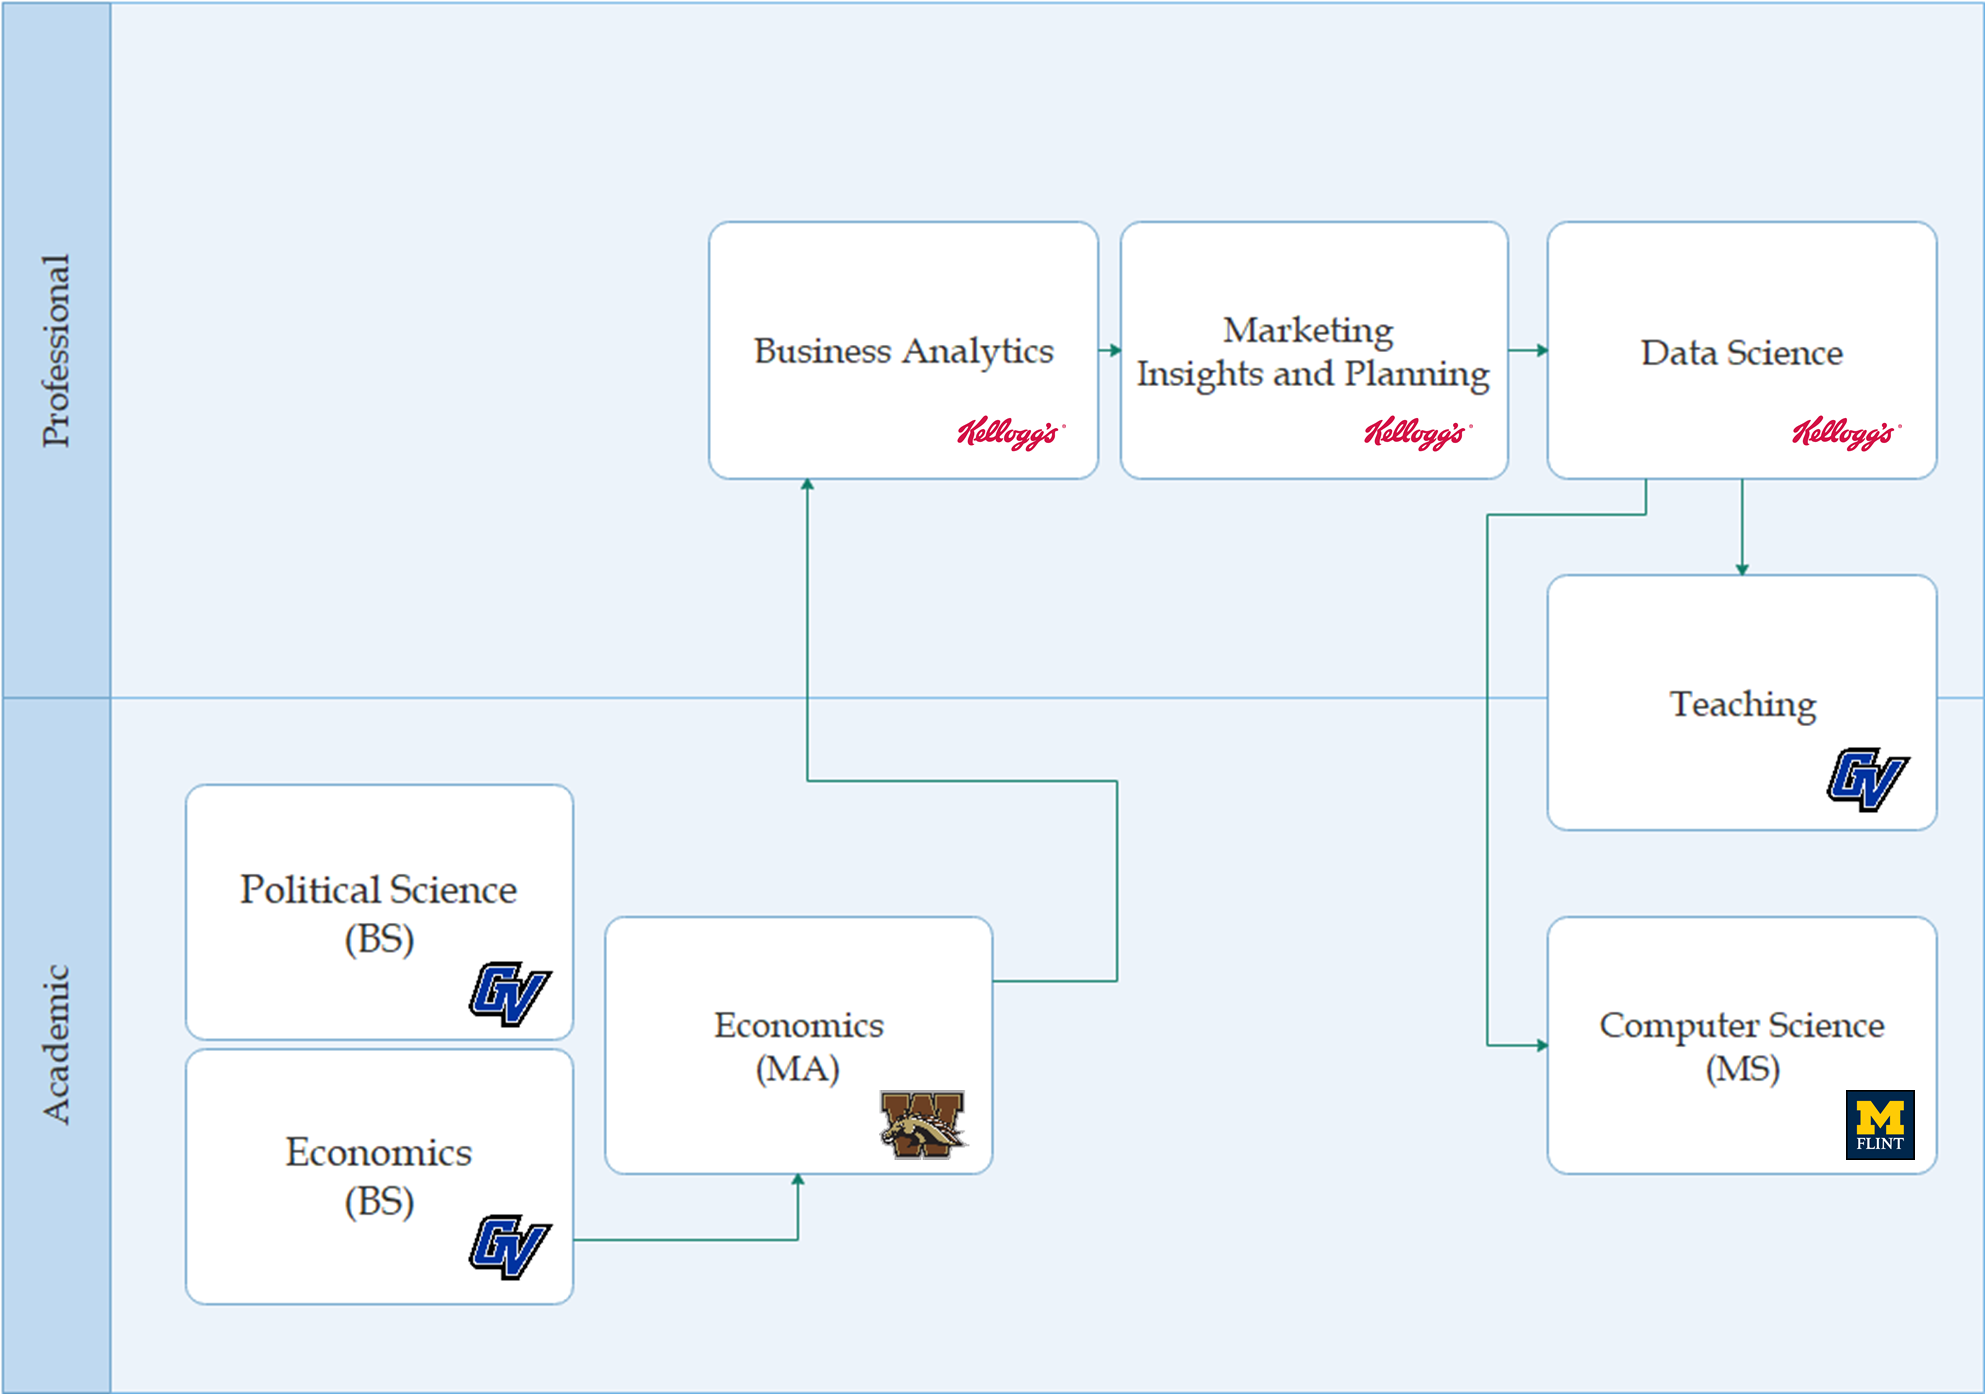 Professional
Business Analytics
Kellogg's
Marketing
Insights and Planning
Kellogg's
Data Science
Kellogg's
Teaching
GV
Academic
Political Science
(BS)
GV
Economics
(BS)
GV
Economics
(MA)
W
Computer Science
(MS)
M
FLINT